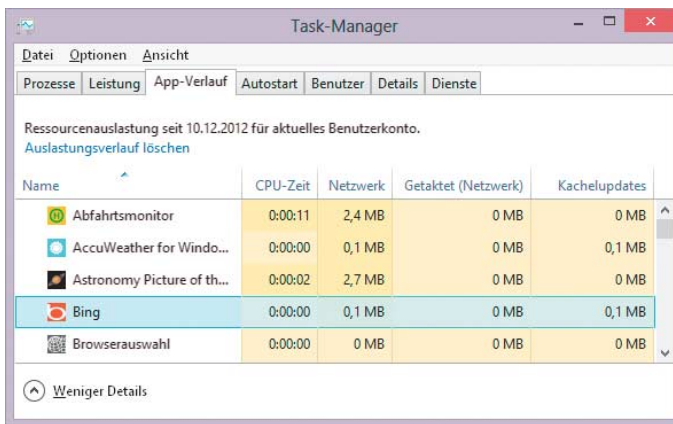 Task-Manager
Datei Optionen Ansicht
Prozesse Leistung App-Verlauf Autostart Benutzer Details Dienste
Ressourcenauslastung seit 10.12.2012 für aktuelles Benutzerkonto.
Auslastungsverlauf löschen
Name CPU-Zeit Netzwerk Getaktet (Netzwerk) Kachelupdates
Abfahrtsmonitor 0:00:11 2,4 MB 0 MB 0 MB
AccuWeather for Windo... 0:00:00 0,1 MB 0 MB 0,1 MB
Astronomy Picture of th... 0:00:02 2,7 MB 0 MB 0 MB
Bing 0:00:00 0,1 MB 0 MB 0,1 MB
Browserauswahl 0:00:00 0 MB 0 MB 0 MB
Weniger Details